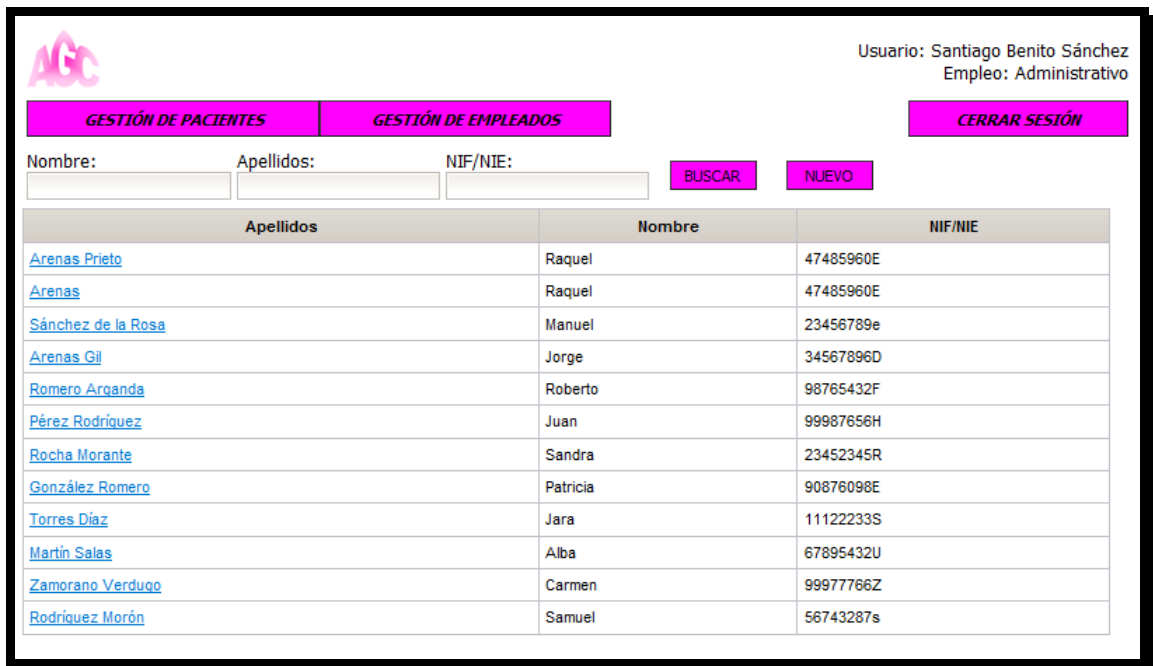 AGC
Usuario: Santiago Benito Sánchez
Empleo: Administrativo
GESTIÓN DE PACIENTES GESTIÓN DE EMPLEADOS CERRAR SESIÓN
Nombre: Apellidos: NIF/NIE:
BUSCAR NUEVO
Apellidos Nombre NIF/NIE
Arenas Prieto Raquel 47485960E
Arenas Raquel 47485960E
Sánchez de la Rosa Manuel 23456789e
Arenas Gil Jorge 34567896D
Romero Arganda Roberto 98765432F
Pérez Rodríguez Juan 99987656H
Rocha Morante Sandra 23452345R
González Romero Patricia 90876098E
Torres Díaz Jara 11122233S
Martín Salas Alba 67895432U
Zamorano Verdugo Carmen 99977766Z
Rodríguez Morón Samuel 56743287s